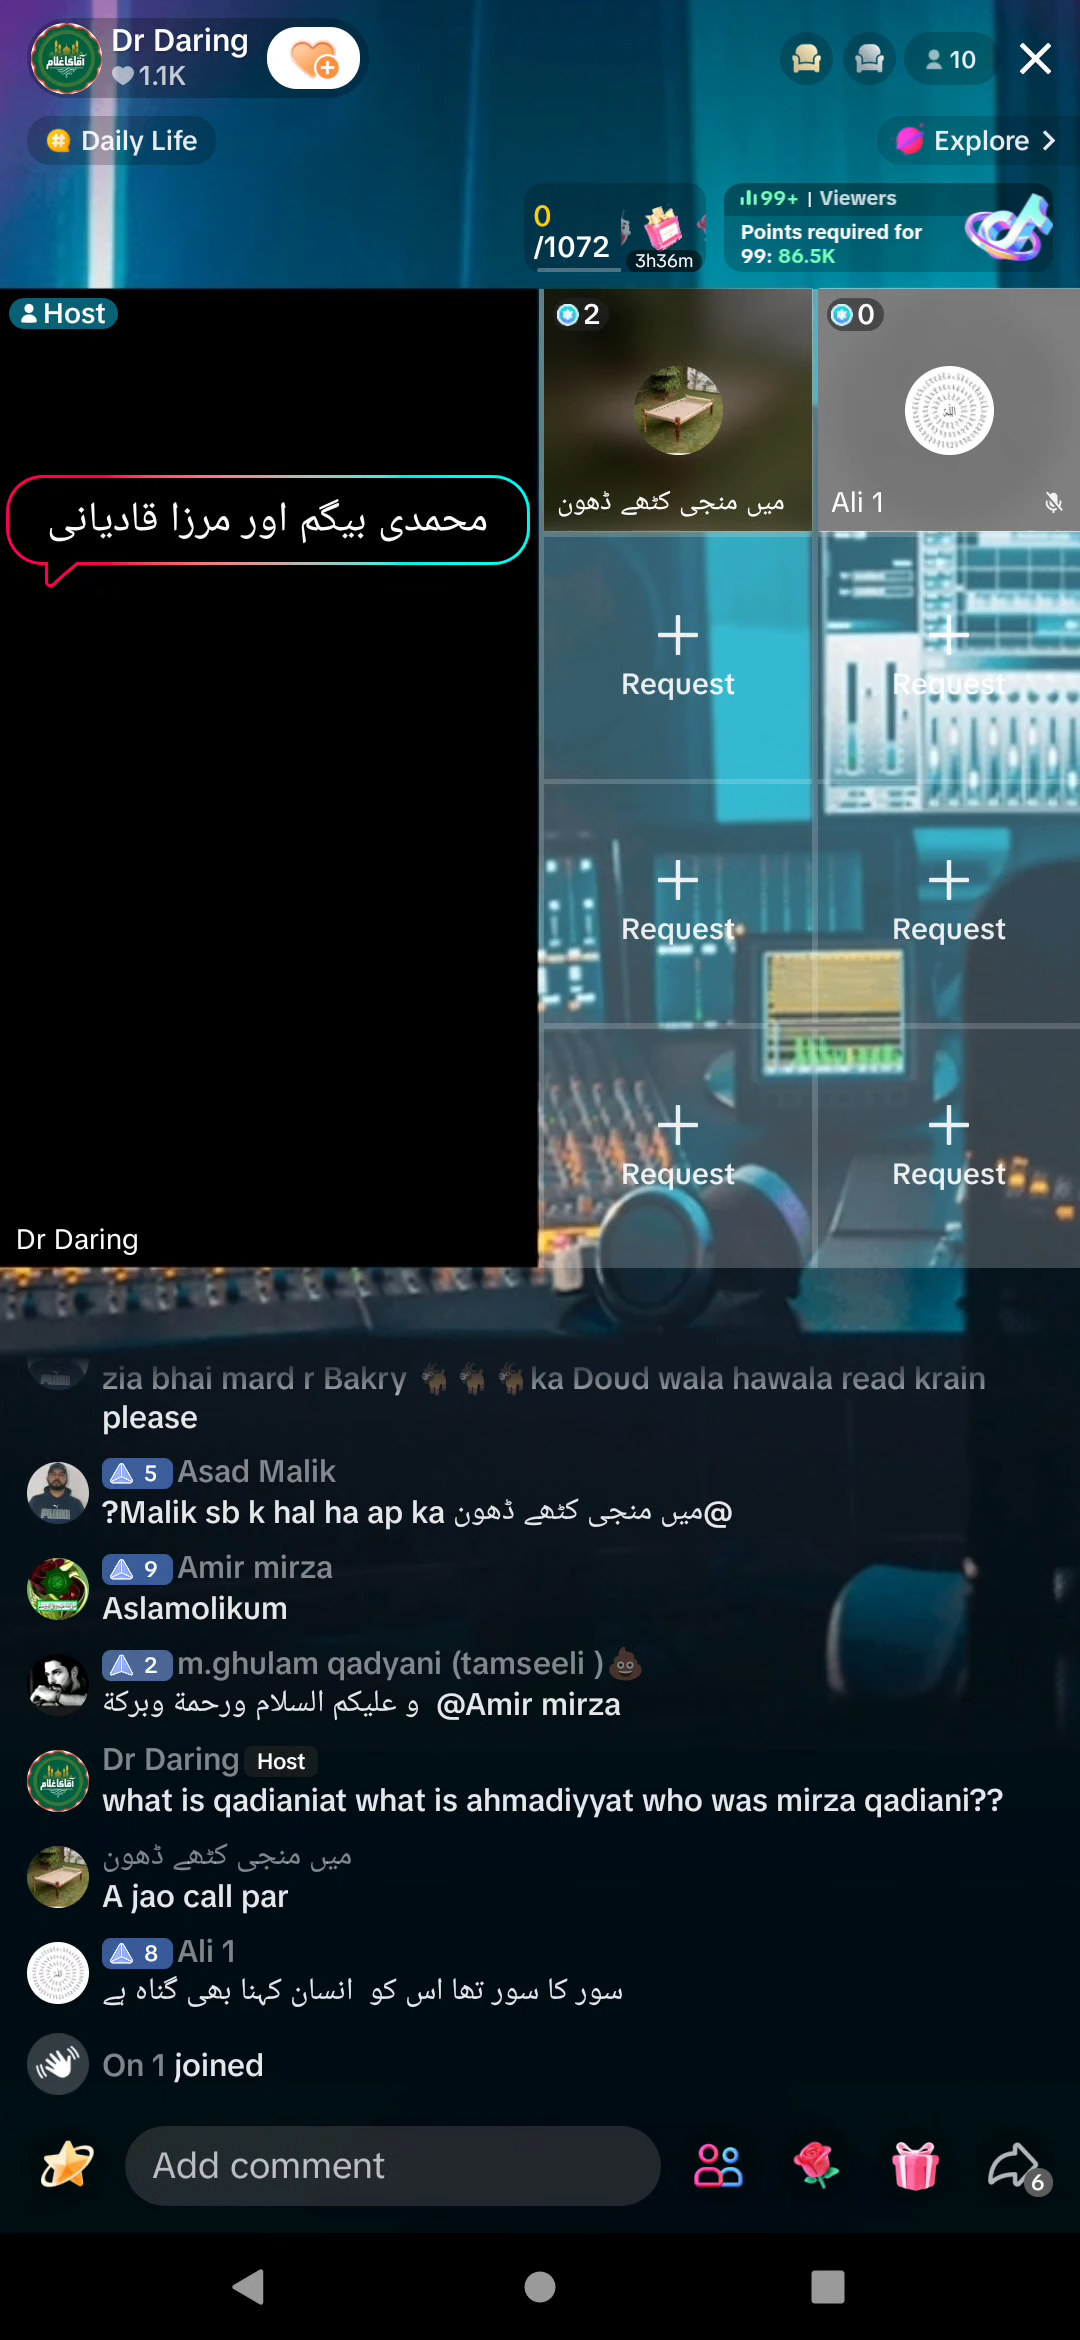 Dr Daring
1.1K
10
Daily Life
Explore
0
/1072
3h36m
99+ | Viewers
Points required for
99: 86.5K
Host
2
0
محمدی بیگم اور مرزا قادیانی
میں منجی کٹھے ڈھون
Ali 1
Request
Request
Request
Request
Request
Request
Dr Daring
zia bhai mard r Bakry 🐐🐐🐐ka Doud wala hawala read krain
please
5 Asad Malik
?Malik sb k hal ha ap ka میں منجی کٹھے ڈھون@
9 Amir mirza
Aslamolikum
2 m.ghulam qadyani (tamseeli )💩
و علیکم السلام ورحمة وبركة @Amir mirza
Dr Daring Host
what is qadianiat what is ahmadiyyat who was mirza qadiani??
میں منجی کٹھے ڈھون
A jao call par
8 Ali 1
سور کا سور تھا اس کو انسان کہنا بھی گناہ ہے
On 1 joined
Add comment
6